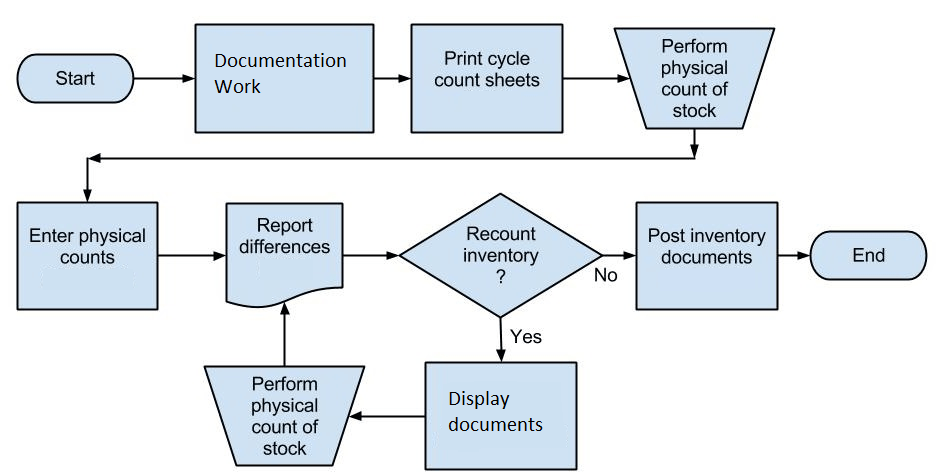 Start
Documentation
Work
Print cycle
count sheets
Perform
physical
count of
stock
Enter physical
counts
Report
differences
Recount
inventory
?
No
Post inventory
documents
End
Yes
Display
documents
Perform
physical
count of
stock